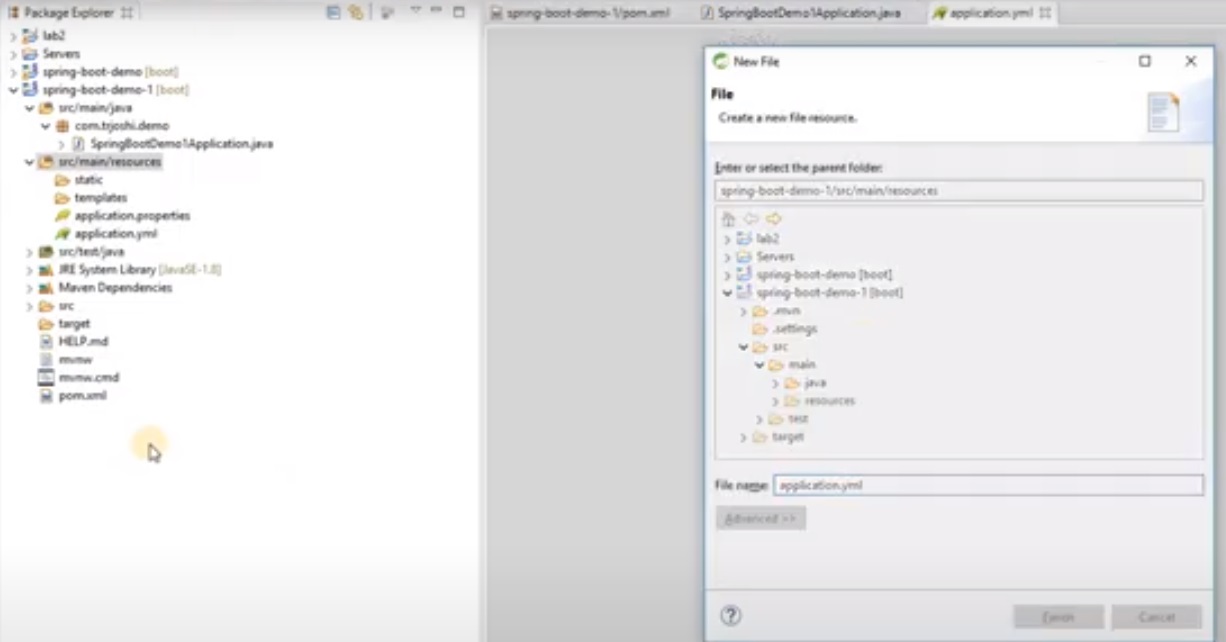 Package Explorer
lab2
Servers
spring-boot-demo [boot]
spring-boot-demo-1 [boot]
src/main/java
com.trjoshi.demo
SpringBootDemo1Application.java
src/main/resources
static
templates
application.properties
application.yml
src/test/java
JRE System Library [JavaSE-1.8]
Maven Dependencies
src
target
HELP.md
mvnw
mvnw.cmd
pom.xml
spring-boot-demo-1/pom.xml
SpringBootDemo1Application.java
application.yml
New File
File
Create a new file resource.
Enter or select the parent folder:
spring-boot-demo-1/src/main/resources
lab2
Servers
spring-boot-demo [boot]
spring-boot-demo-1 [boot]
.mvn
.settings
src
main
java
resources
test
target
File name: application.yml
Advanced >>
Finish
Cancel